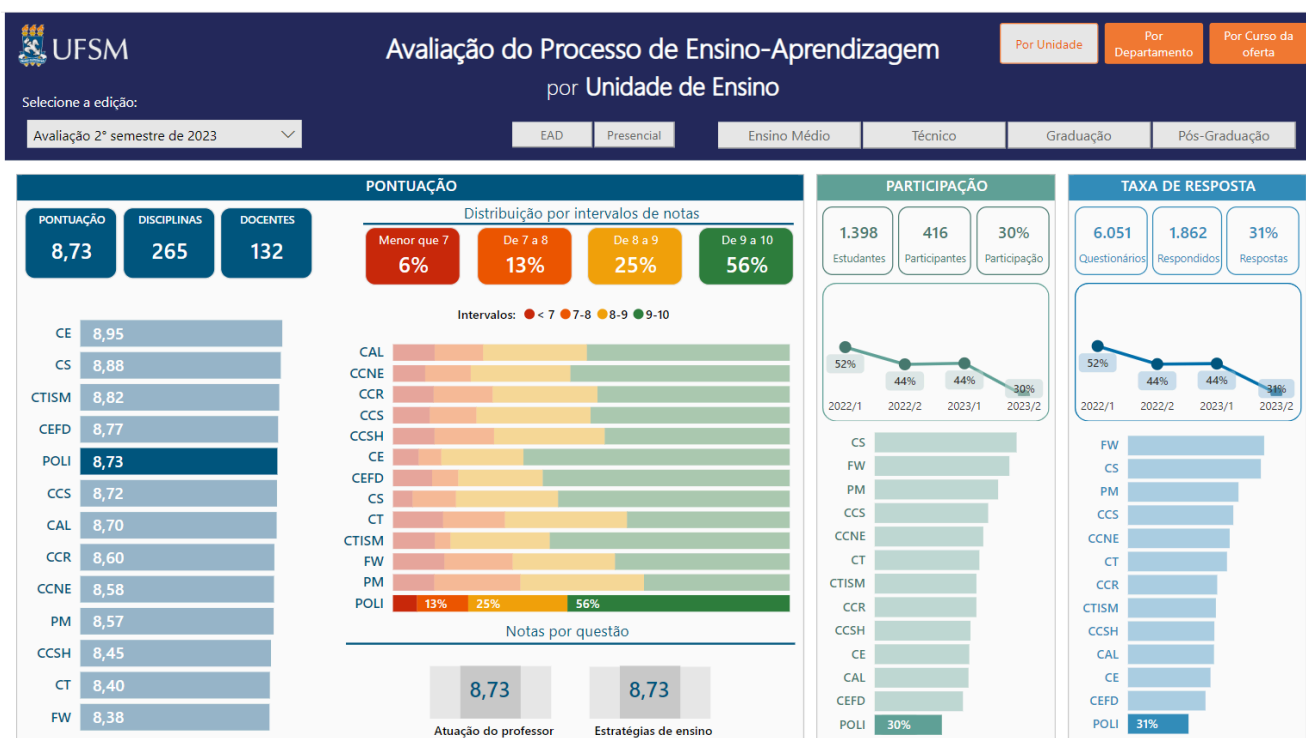 UFSM
Avaliação do Processo de Ensino-Aprendizagem
por Unidade de Ensino
Por Unidade
Por Departamento
Por Curso da oferta
Selecione a edição:
Avaliação 2° semestre de 2023
EAD
Presencial
Ensino Médio
Técnico
Graduação
Pós-Graduação
PONTUAÇÃO
PONTUAÇÃO
8,73
DISCIPLINAS
265
DOCENTES
132
Distribuição por intervalos de notas
Menor que 7
6%
De 7 a 8
13%
De 8 a 9
25%
De 9 a 10
56%
Intervalos: < 7 7-8 8-9 9-10
CE 8,95
CS 8,88
CTISM 8,82
CEFD 8,77
POLI 8,73
CCS 8,72
CAL 8,70
CCR 8,60
CCNE 8,58
PM 8,57
CCSH 8,45
CT 8,40
FW 8,38
CAL
CCNE
CCR
CCS
CCSH
CE
CEFD
CS
CT
CTISM
FW
PM
POLI 13% 25% 56%
Notas por questão
8,73
Atuação do professor
8,73
Estratégias de ensino
PARTICIPAÇÃO
1.398
Estudantes
416
Participantes
30%
Participação
52% 44% 44% 30%
2022/1 2022/2 2023/1 2023/2
CS
FW
PM
CCS
CCNE
CT
CTISM
CCR
CCSH
CE
CAL
CEFD
POLI 30%
TAXA DE RESPOSTA
6.051
Questionários
1.862
Respondidos
31%
Respostas
52% 44% 44% 31%
2022/1 2022/2 2023/1 2023/2
FW
CS
PM
CCS
CCNE
CT
CCR
CTISM
CCSH
CAL
CE
CEFD
POLI 31%